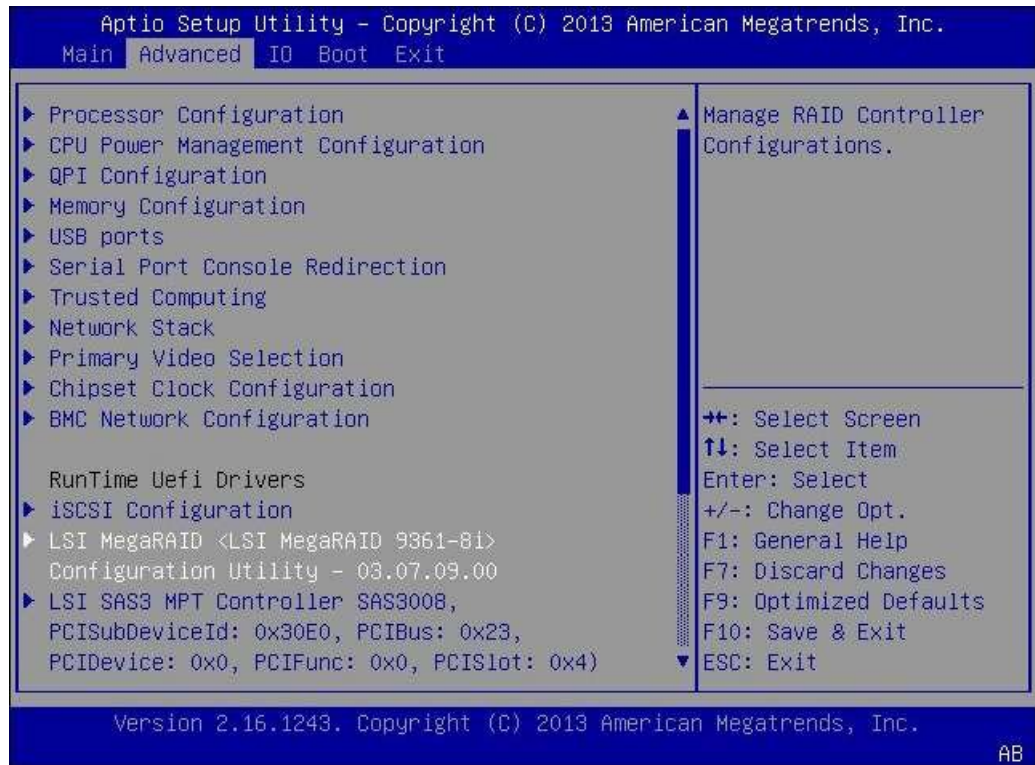 Aptio Setup Utility – Copyright (C) 2013 American Megatrends, Inc.
Main Advanced IO Boot Exit
Processor Configuration
CPU Power Management Configuration
QPI Configuration
Memory Configuration
USB ports
Serial Port Console Redirection
Trusted Computing
Network Stack
Primary Video Selection
Chipset Clock Configuration
BMC Network Configuration
RunTime Uefi Drivers
iSCSI Configuration
LSI MegaRAID <LSI MegaRAID 9361-8i>
Configuration Utility – 03.07.09.00
LSI SAS3 MPT Controller SAS3008,
PCISubDeviceId: 0x30E0, PCIBus: 0x23,
PCIDevice: 0x0, PCIFunc: 0x0, PCISlot: 0x4)
Manage RAID Controller
Configurations.
→←: Select Screen
↑↓: Select Item
Enter: Select
+/-: Change Opt.
F1: General Help
F7: Discard Changes
F9: Optimized Defaults
F10: Save & Exit
ESC: Exit
Version 2.16.1243. Copyright (C) 2013 American Megatrends, Inc.
AB